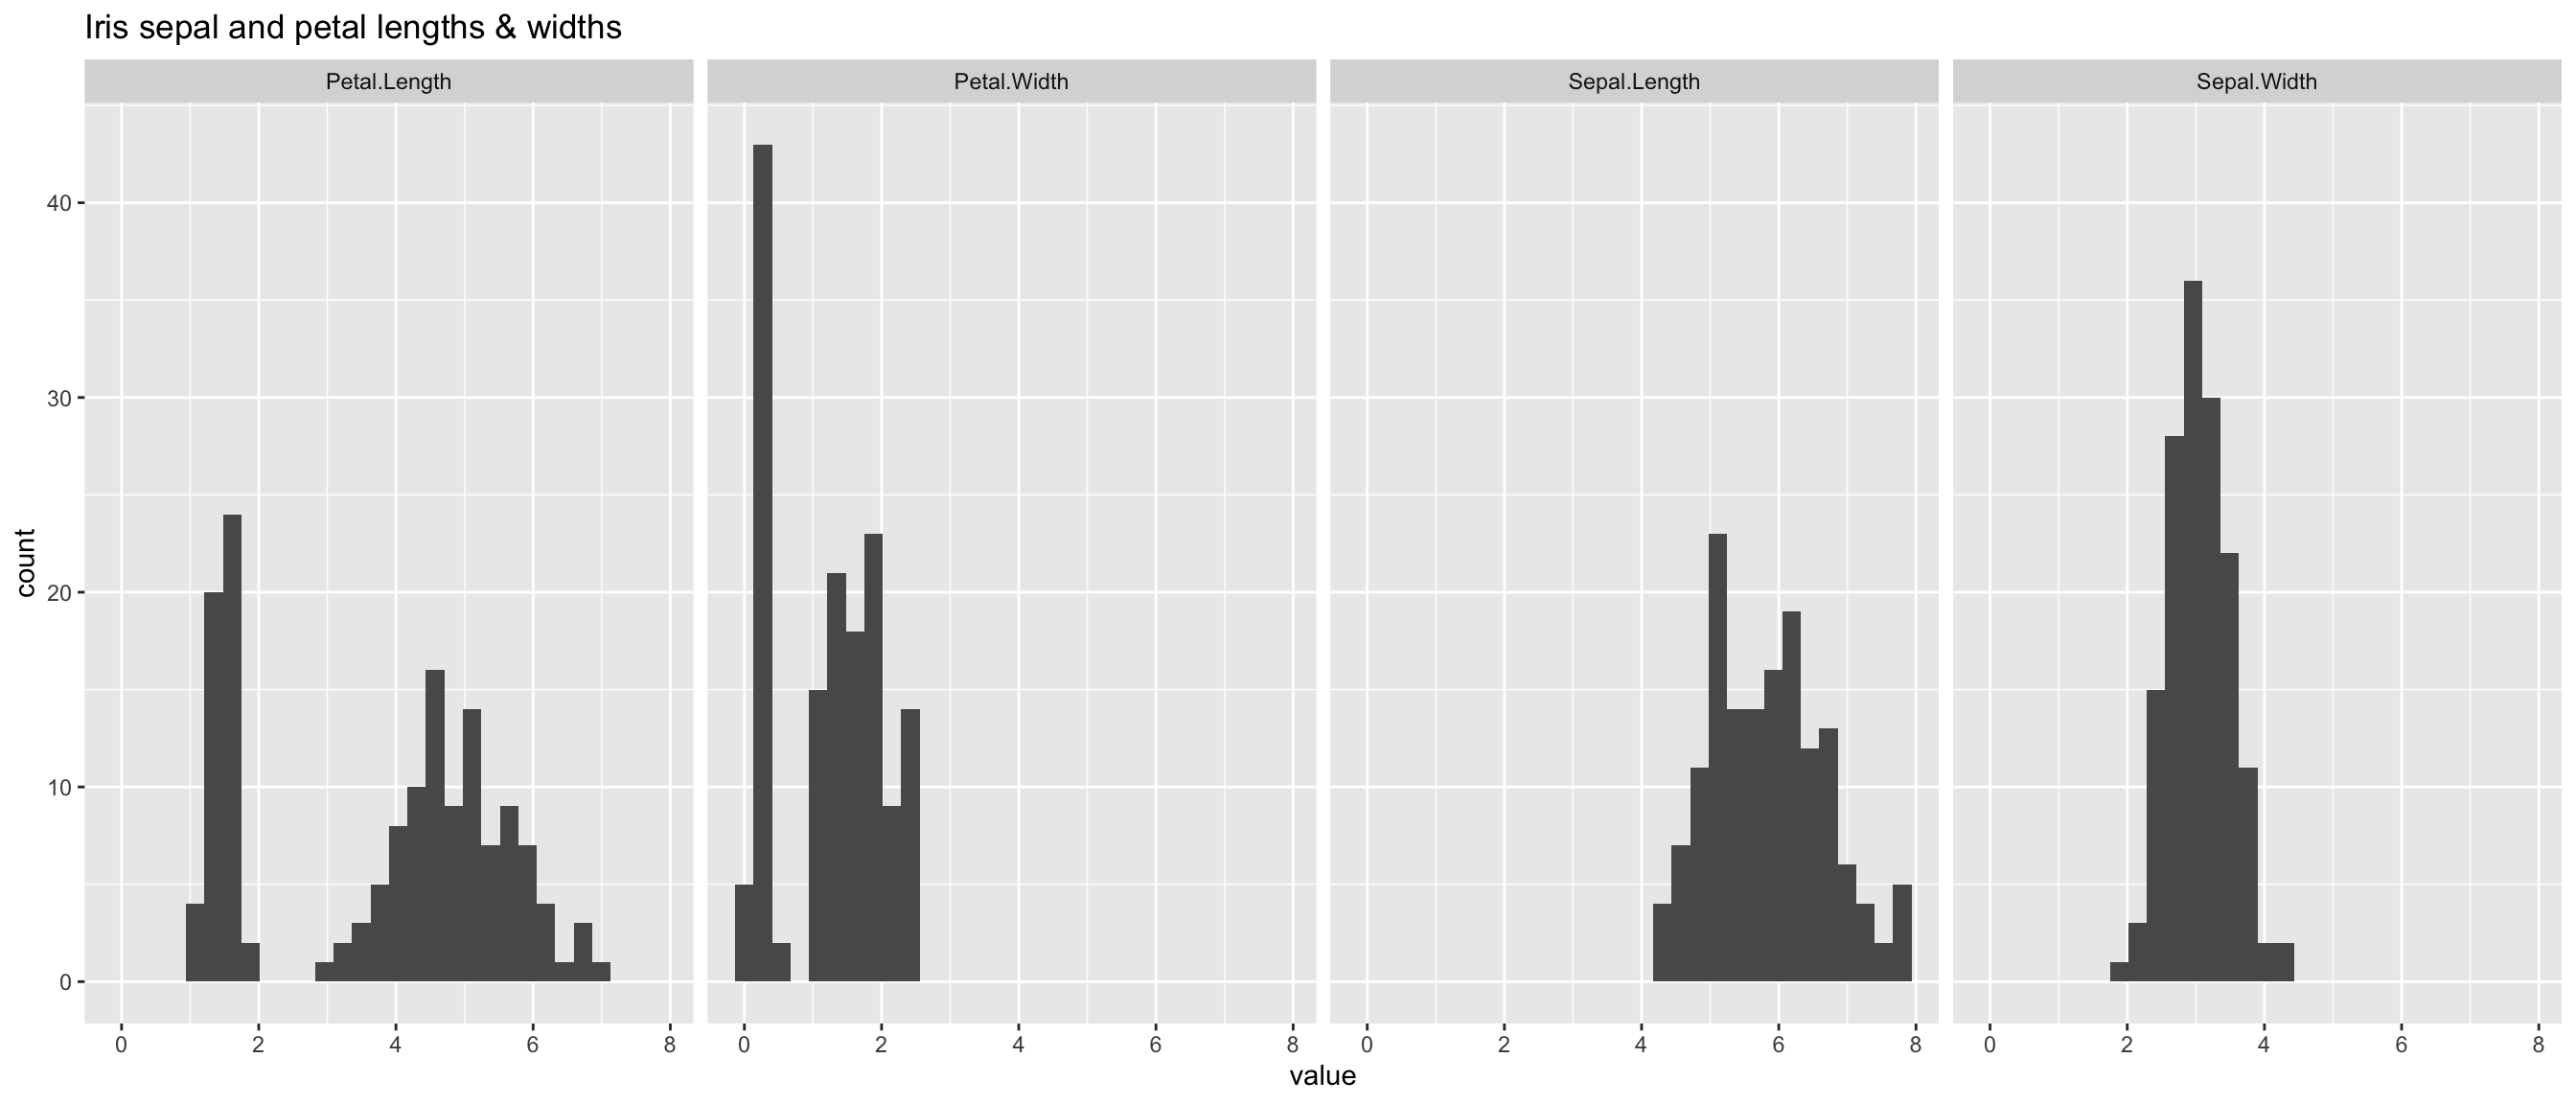 Iris sepal and petal lengths & widths
Petal.Length
Petal.Width
Sepal.Length
Sepal.Width
count
40
30
20
10
0
0 2 4 6 8
0 2 4 6 8
0 2 4 6 8
0 2 4 6 8
value